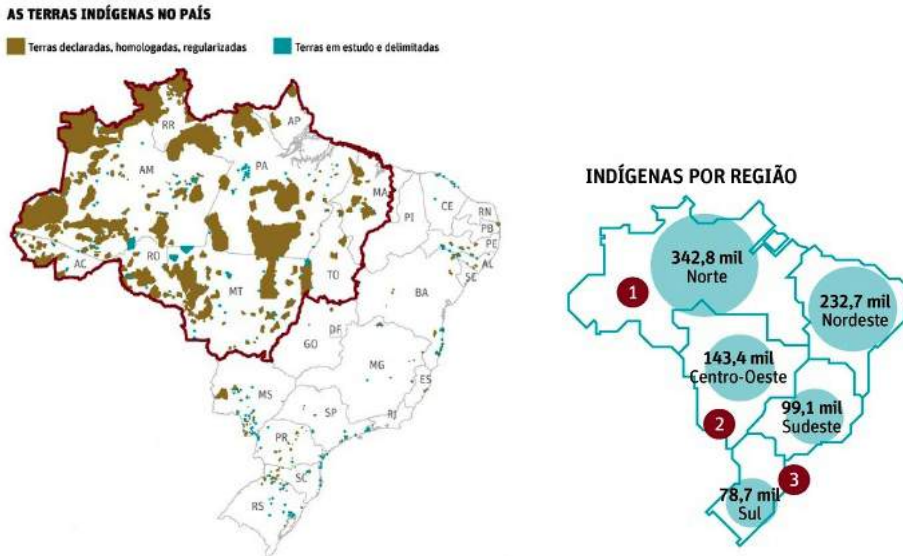 AS TERRAS INDÍGENAS NO PAÍS
Terras declaradas, homologadas, regularizadas
Terras em estudo e delimitadas
RR
AP
AM
PA
MA
CE
RN
PB
PE
AL
SC
PI
AC
RO
TO
MT
BA
DF
GO
MG
ES
MS
SP
RJ
PR
SC
RS
INDÍGENAS POR REGIÃO
342,8 mil
Norte
1
232,7 mil
Nordeste
143,4 mil
Centro-Oeste
99,1 mil
Sudeste
2
3
78,7 mil
Sul